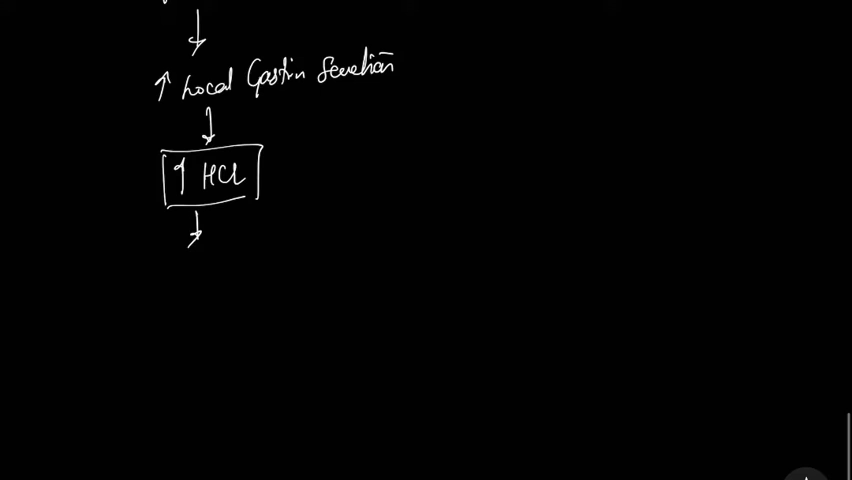 ↓
↑ Local Gastrin Secretion
↓
↑ HCL
↓